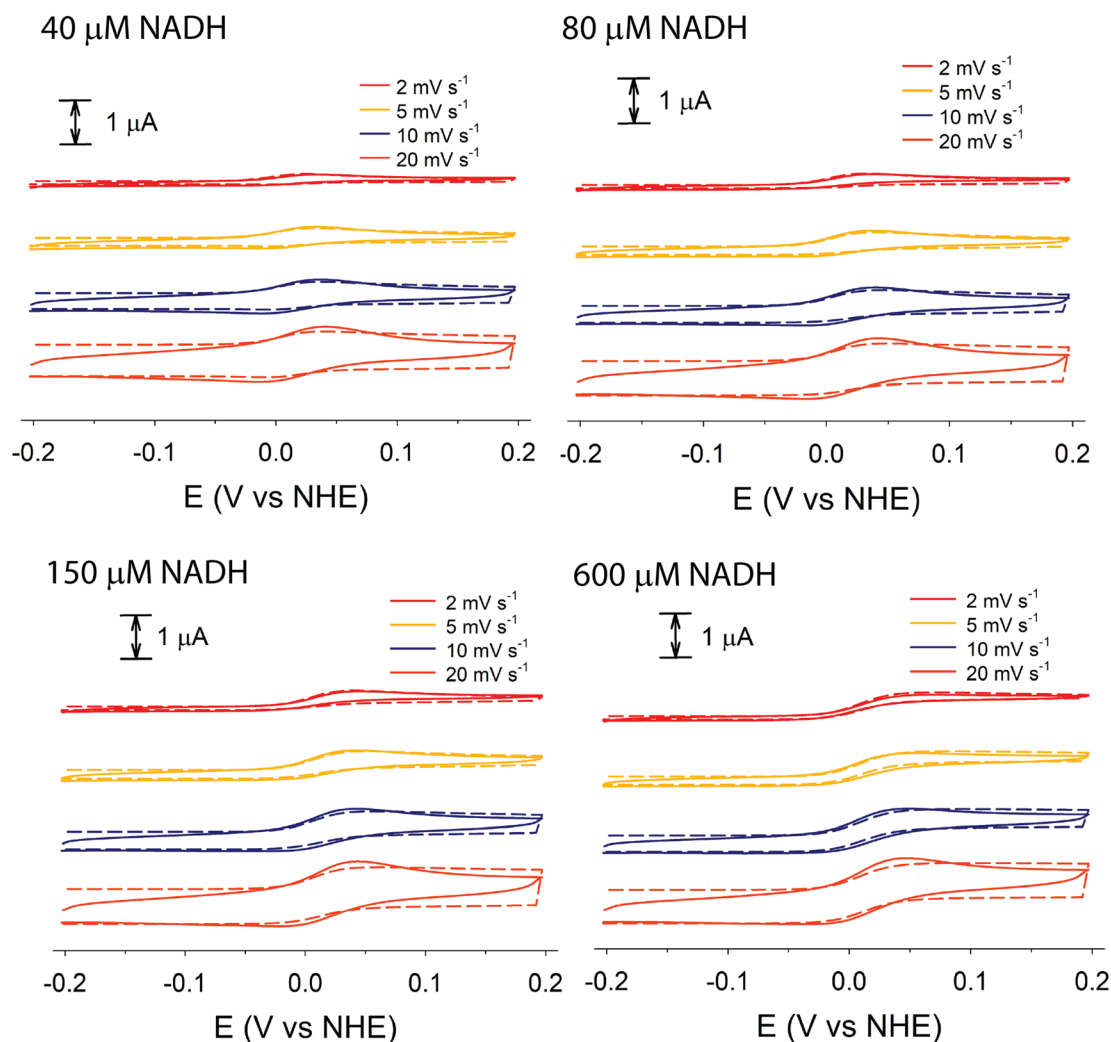 40 μM NADH
1 μA
2 mV s⁻¹
5 mV s⁻¹
10 mV s⁻¹
20 mV s⁻¹
-0.2 -0.1 0.0 0.1 0.2
E (V vs NHE)
80 μM NADH
1 μA
2 mV s⁻¹
5 mV s⁻¹
10 mV s⁻¹
20 mV s⁻¹
-0.2 -0.1 0.0 0.1 0.2
E (V vs NHE)
150 μM NADH
1 μA
2 mV s⁻¹
5 mV s⁻¹
10 mV s⁻¹
20 mV s⁻¹
-0.2 -0.1 0.0 0.1 0.2
E (V vs NHE)
600 μM NADH
1 μA
2 mV s⁻¹
5 mV s⁻¹
10 mV s⁻¹
20 mV s⁻¹
-0.2 -0.1 0.0 0.1 0.2
E (V vs NHE)